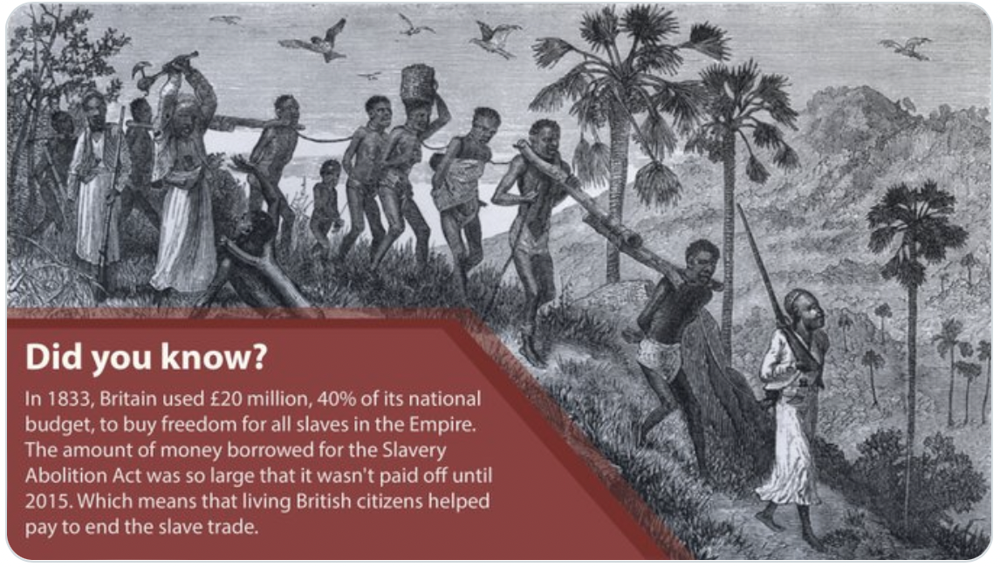 Did you know?
In 1833, Britain used £20 million, 40% of its national
budget, to buy freedom for all slaves in the Empire.
The amount of money borrowed for the Slavery
Abolition Act was so large that it wasn't paid off until
2015. Which means that living British citizens helped
pay to end the slave trade.